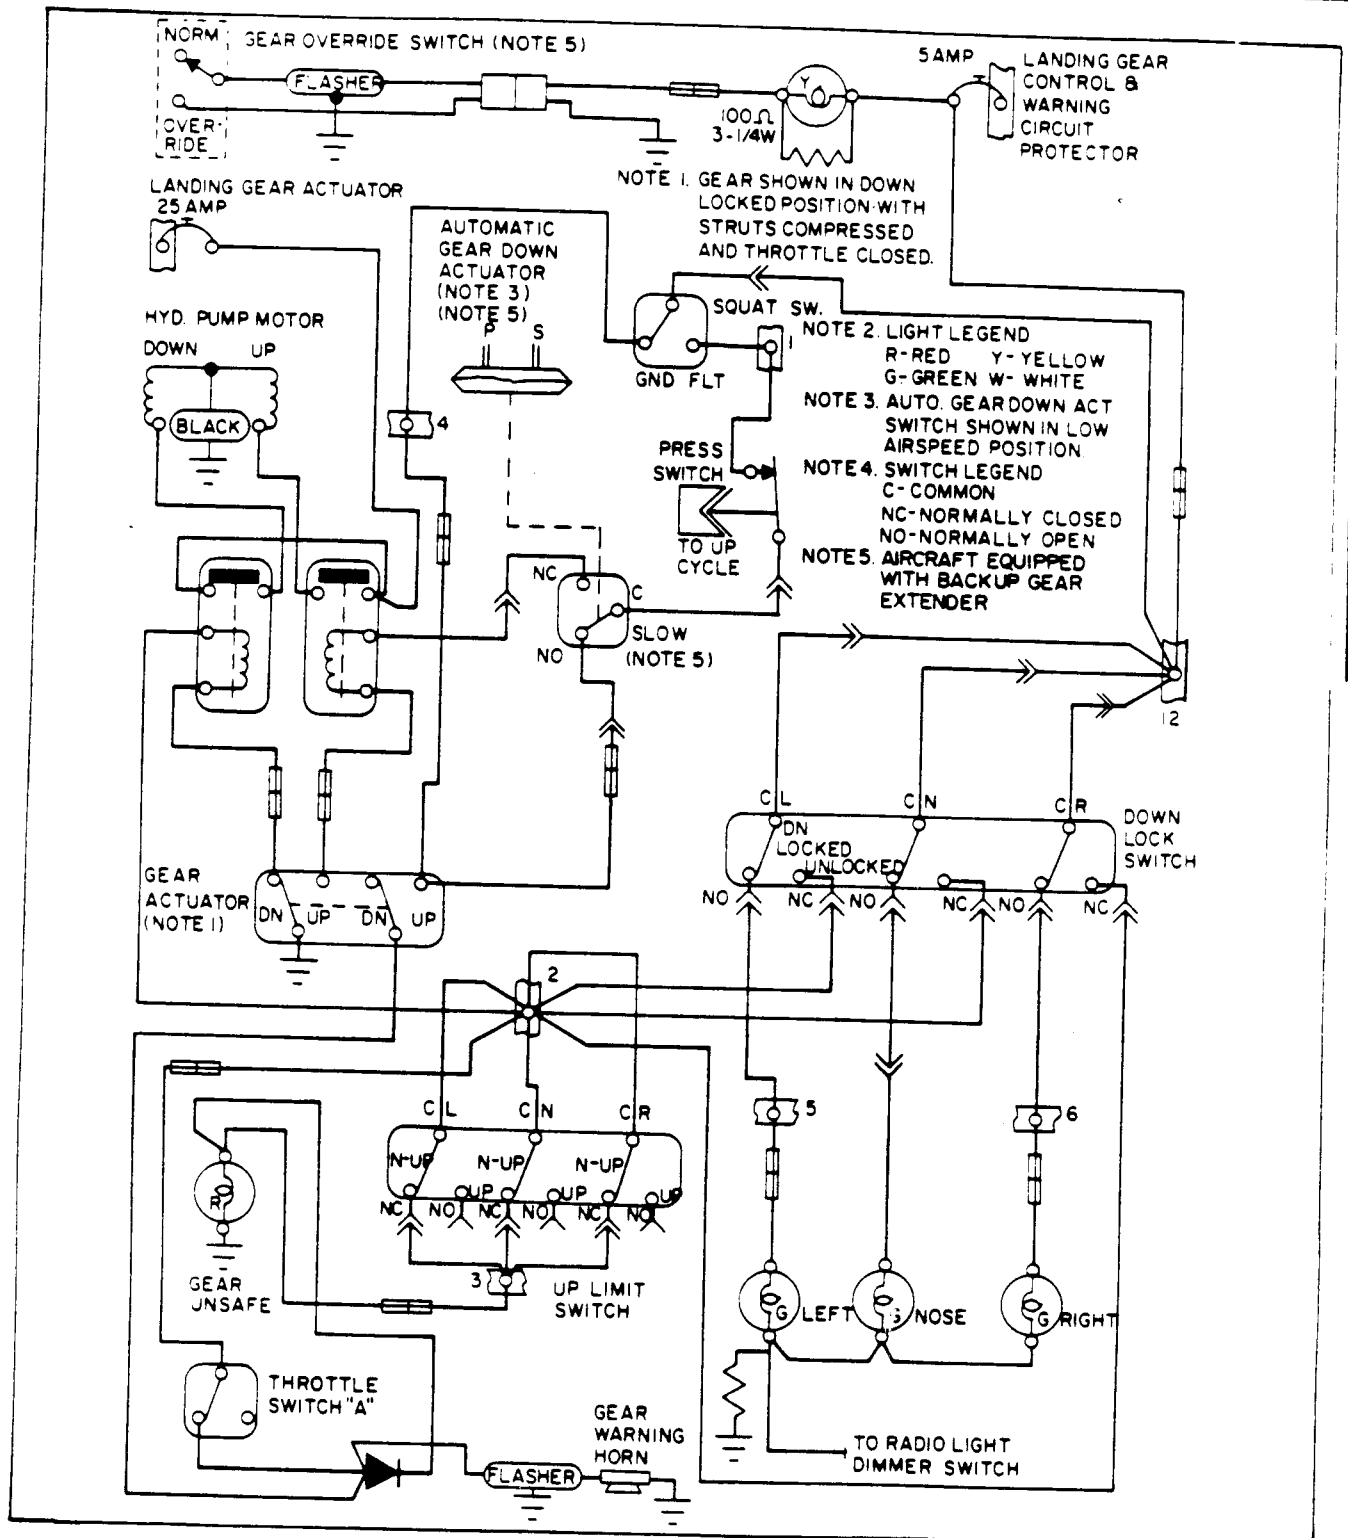 NORM
GEAR OVERRIDE SWITCH (NOTE 5)
FLASHER
OVER-
RIDE
Y
100Ω
3-1/4W
5 AMP
LANDING GEAR
CONTROL &
WARNING
CIRCUIT
PROTECTOR
LANDING GEAR ACTUATOR
25 AMP
NOTE 1. GEAR SHOWN IN DOWN
LOCKED POSITION WITH
STRUTS COMPRESSED
AND THROTTLE CLOSED.
AUTOMATIC
GEAR DOWN
ACTUATOR
(NOTE 3)
(NOTE 5)
P S
SQUAT SW.
GND FLT
1
HYD. PUMP MOTOR
DOWN UP
BLACK
4
NOTE 2. LIGHT LEGEND
R-RED Y-YELLOW
G-GREEN W-WHITE
NOTE 3. AUTO. GEAR DOWN ACT
SWITCH SHOWN IN LOW
AIRSPEED POSITION
NOTE 4. SWITCH LEGEND
C-COMMON
NC-NORMALLY CLOSED
NO-NORMALLY OPEN
NOTE 5. AIRCRAFT EQUIPPED
WITH BACKUP GEAR
EXTENDER
PRESS
SWITCH
TO UP
CYCLE
NC
C
NO
SLOW
(NOTE 5)
12
C L C N C R
DN
LOCKED
UNLOCKED
DOWN
LOCK
SWITCH
NO NC NO NC NO NC
GEAR
ACTUATOR
(NOTE 1)
DN UP DN UP
2
C L C N C R
N-UP N-UP N-UP
UP UP UP
NC NO NC NO NC NO
3
UP LIMIT
SWITCH
5
6
R
GEAR
UNSAFE
G LEFT
G NOSE
G RIGHT
THROTTLE
SWITCH "A"
GEAR
WARNING
HORN
FLASHER
TO RADIO LIGHT
DIMMER SWITCH